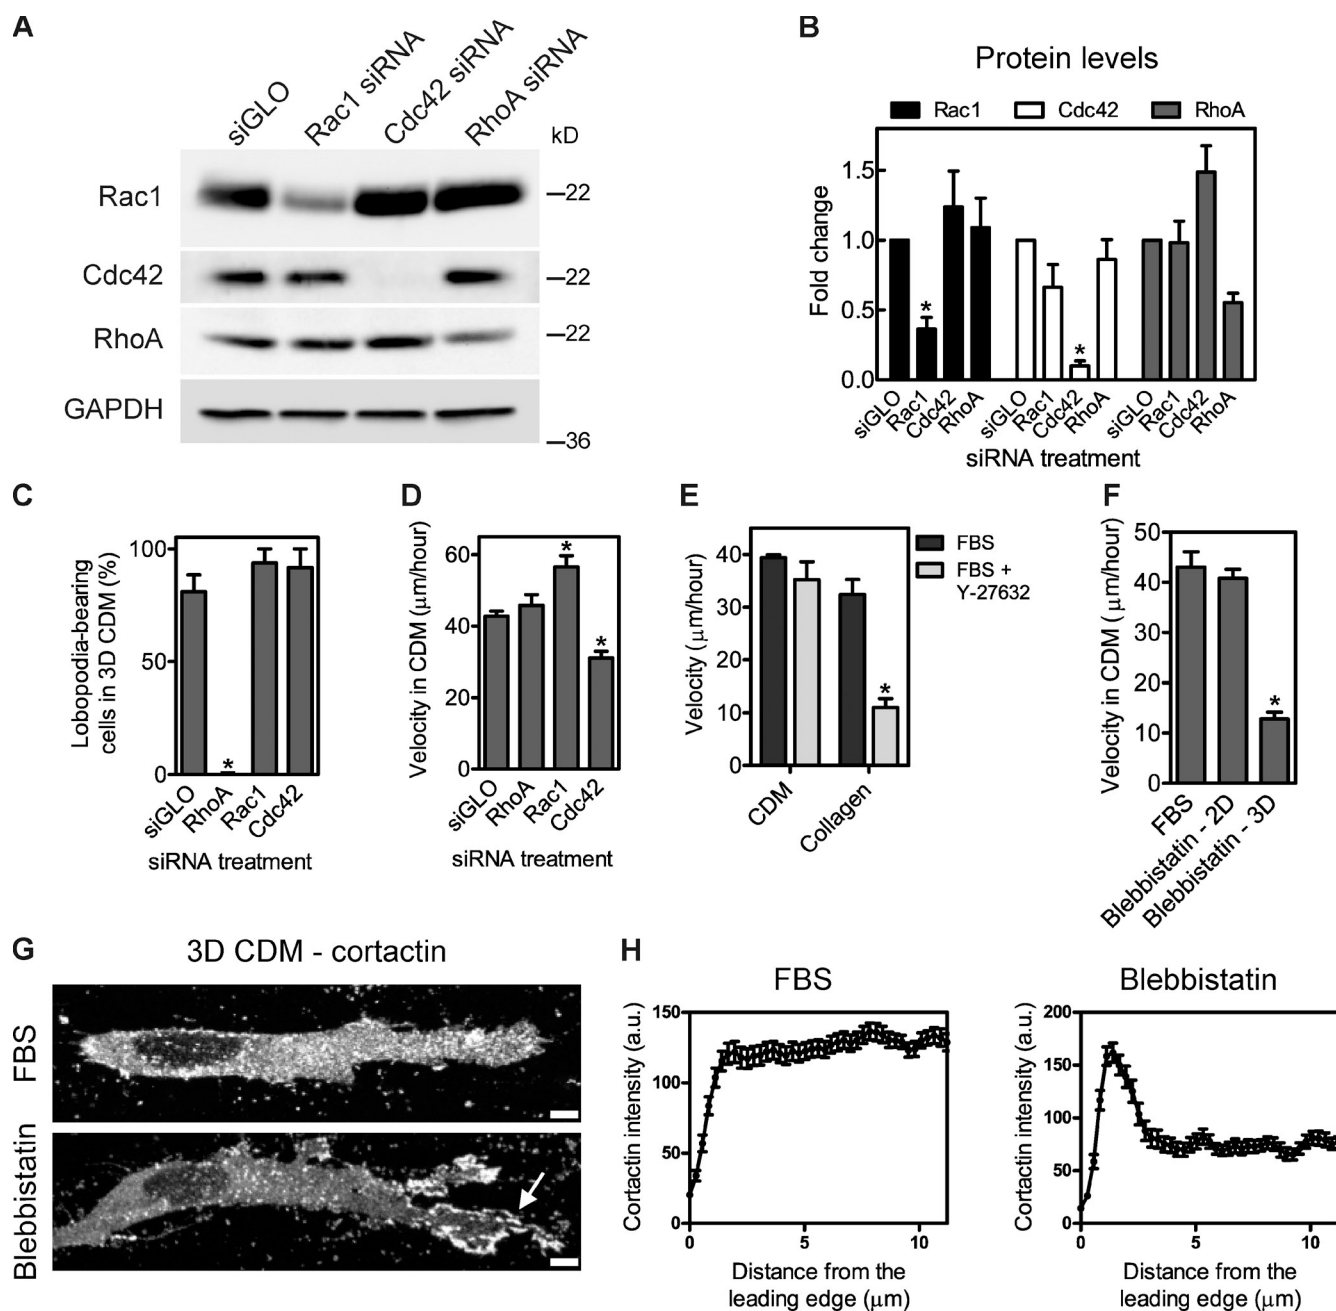 A
siGLO
Rac1 siRNA
Cdc42 siRNA
RhoA siRNA
kD
Rac1
–22
Cdc42
–22
RhoA
–22
GAPDH
–36
B
Protein levels
Rac1
Cdc42
RhoA
Fold change
1.5
1.0
0.5
0.0
*
*
siGLO
Rac1
Cdc42
RhoA
siGLO
Rac1
Cdc42
RhoA
siGLO
Rac1
Cdc42
RhoA
siRNA treatment
C
Lobopodia-bearing
cells in 3D CDM (%)
100
50
0
*
siGLO
RhoA
Rac1
Cdc42
siRNA treatment
D
Velocity in CDM (μm/hour)
60
40
20
0
*
*
siGLO
RhoA
Rac1
Cdc42
siRNA treatment
E
Velocity (μm/hour)
40
30
40
10
0
*
FBS
FBS +
Y-27632
CDM
Collagen
F
Velocity in CDM (μm/hour)
50
40
30
20
10
0
*
FBS
Blebbistatin - 2D
Blebbistatin - 3D
G
3D CDM - cortactin
FBS
Blebbistatin
H
FBS
Cortactin intensity (a.u.)
150
100
50
0
0
5
10
Distance from the
leading edge (μm)
Blebbistatin
Cortactin intensity (a.u.)
200
150
100
50
0
0
5
10
Distance from the
leading edge (μm)